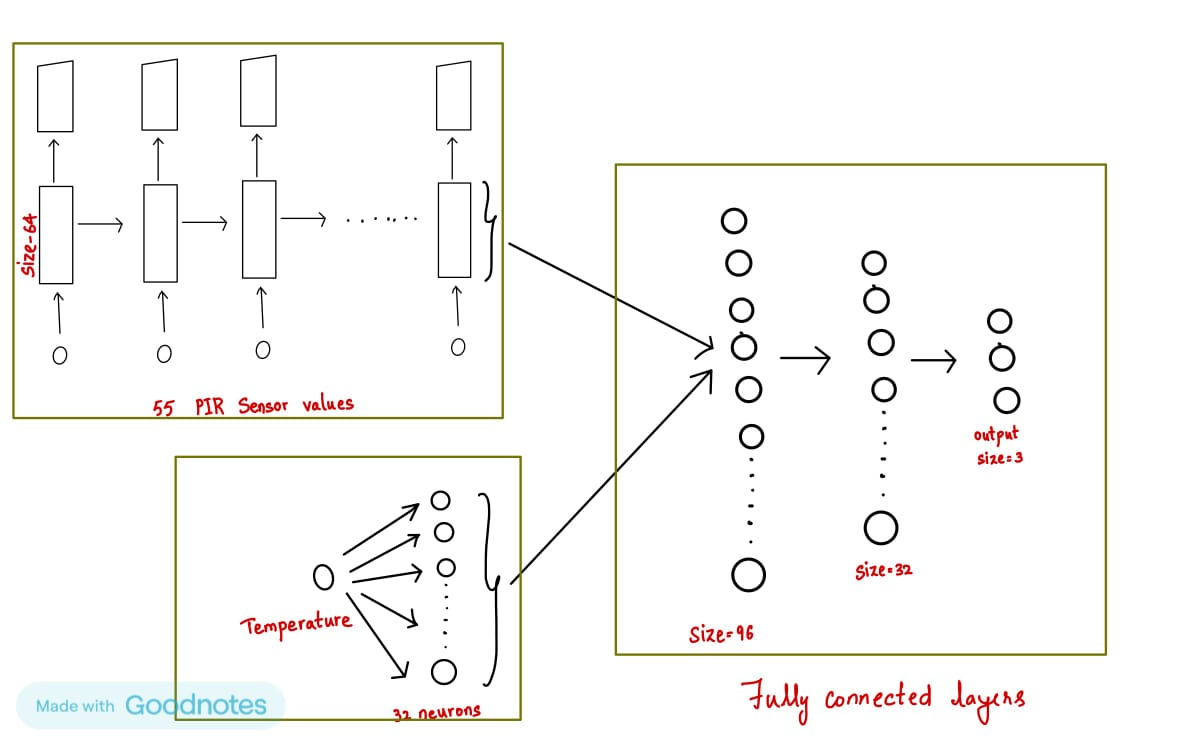 Size-64
55 PIR Sensor values
Temperature
32 neurons
Size=96
Size=32
output
size=3
Fully connected layers
Made with Goodnotes